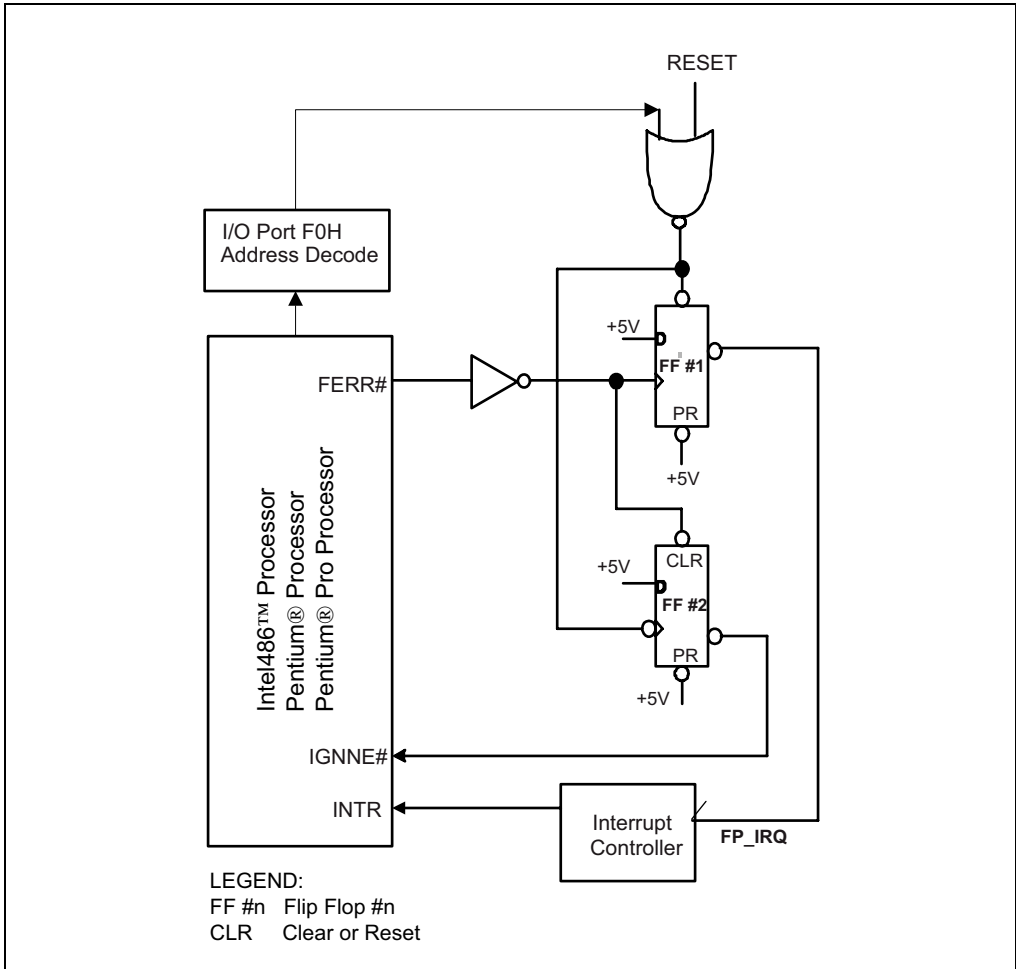 RESET
I/O Port F0H
Address Decode
+5V
FF #1
FERR#
PR
+5V
Intel486™ Processor
Pentium® Processor
Pentium® Pro Processor
CLR
+5V
FF #2
PR
+5V
IGNNE#
INTR
Interrupt
Controller
FP_IRQ
LEGEND:
FF #n Flip Flop #n
CLR Clear or Reset